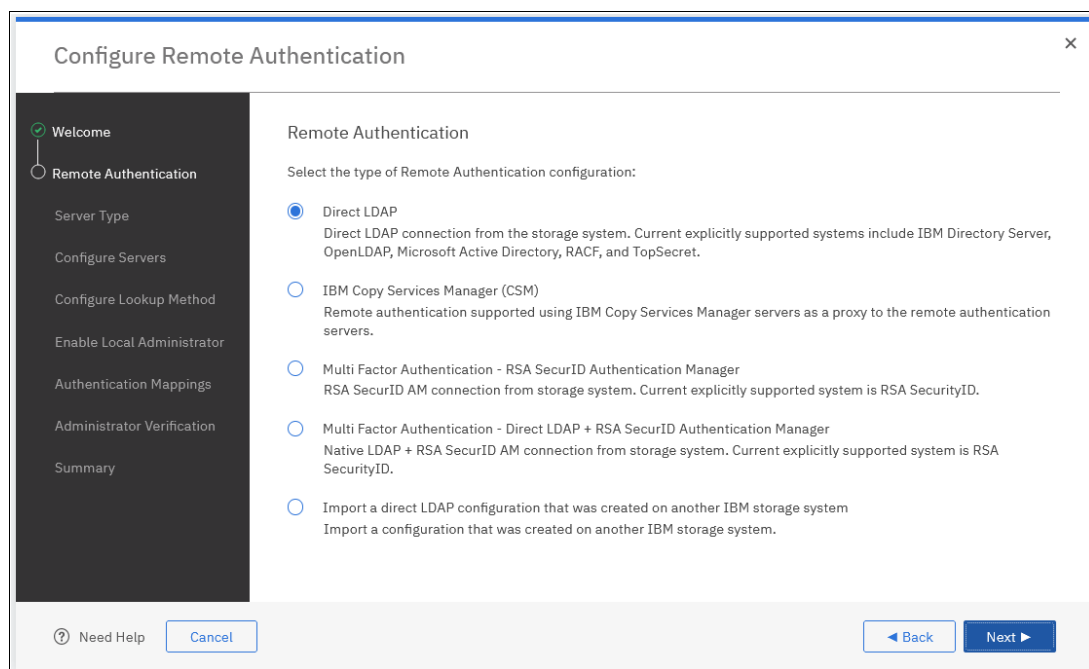 Configure Remote Authentication
Welcome
Remote Authentication
Server Type
Configure Servers
Configure Lookup Method
Enable Local Administrator
Authentication Mappings
Administrator Verification
Summary
Remote Authentication
Select the type of Remote Authentication configuration:
Direct LDAP
Direct LDAP connection from the storage system. Current explicitly supported systems include IBM Directory Server,
OpenLDAP, Microsoft Active Directory, RACF, and TopSecret.
IBM Copy Services Manager (CSM)
Remote authentication supported using IBM Copy Services Manager servers as a proxy to the remote authentication
servers.
Multi Factor Authentication - RSA SecurID Authentication Manager
RSA SecurID AM connection from storage system. Current explicitly supported system is RSA SecurityID.
Multi Factor Authentication - Direct LDAP + RSA SecurID Authentication Manager
Native LDAP + RSA SecurID AM connection from storage system. Current explicitly supported system is RSA
SecurityID.
Import a direct LDAP configuration that was created on another IBM storage system
Import a configuration that was created on another IBM storage system.
Need Help
Cancel
Back
Next